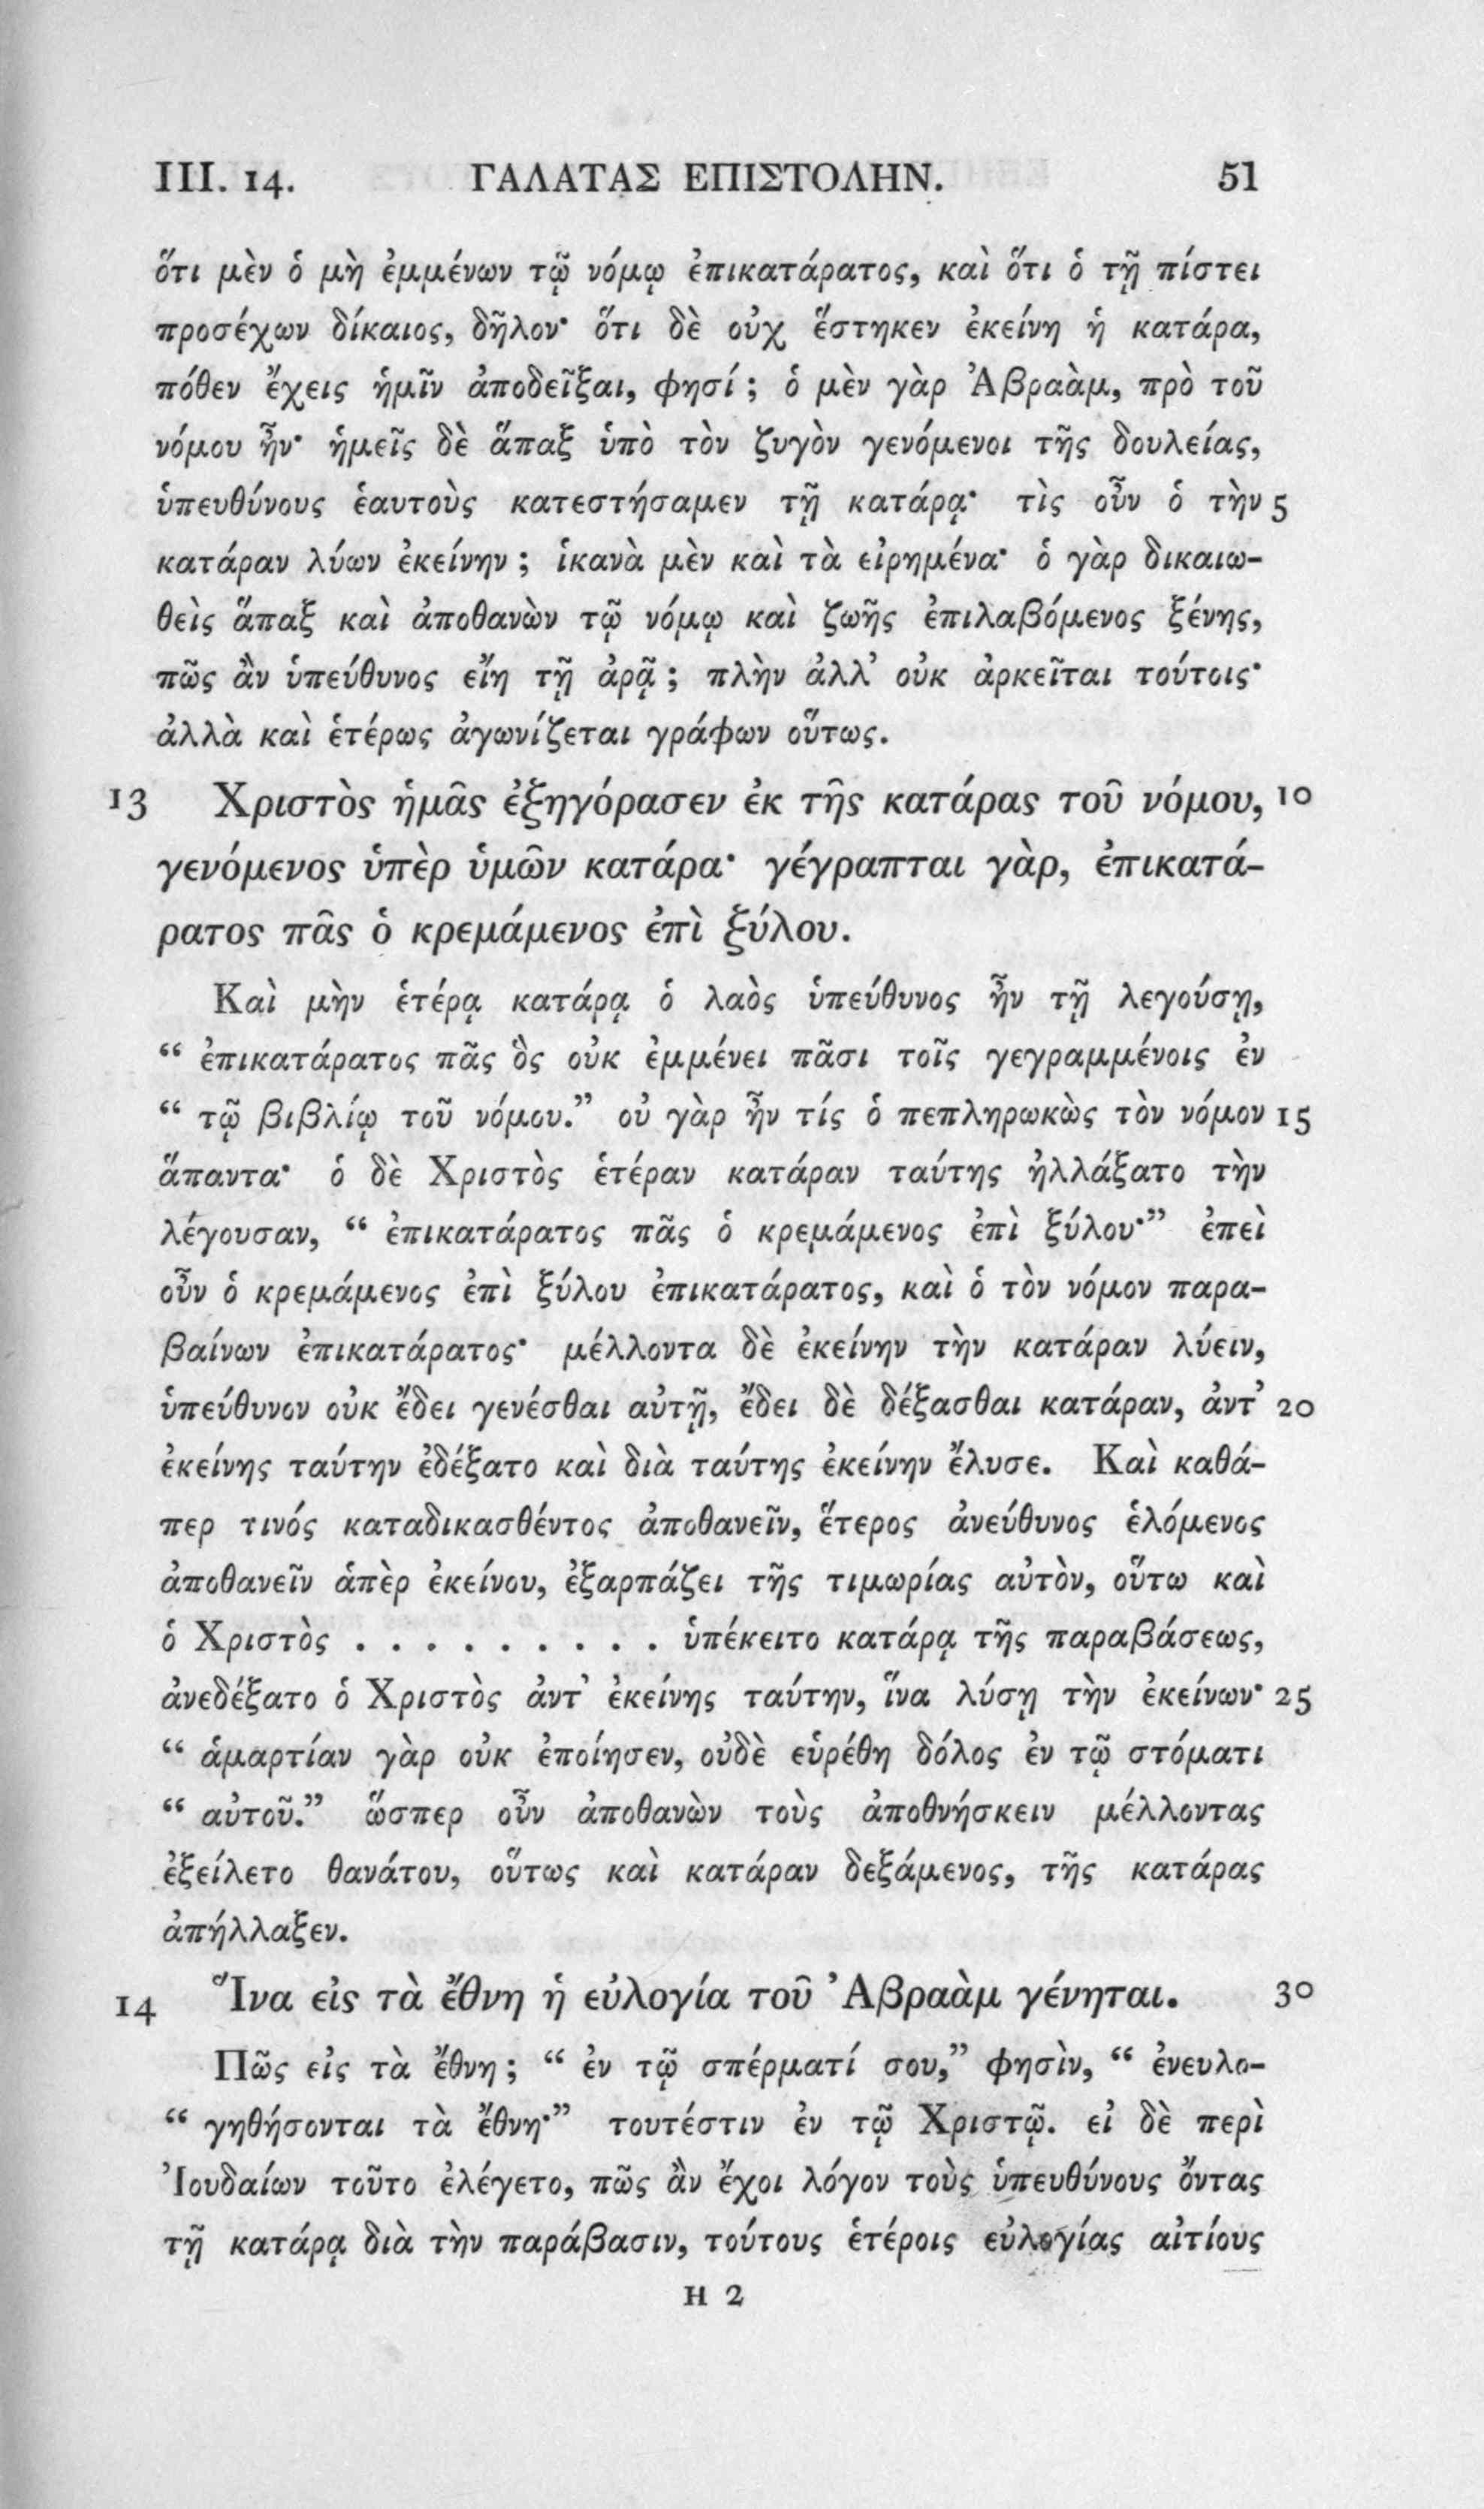 III. 14. ΓΑΛΑΤΑΣ ΕΠΙΣΤΟΛΗΝ. 51
ὅτι μὲν ὁ μὴ ἐμμένων τῷ νόμῳ ἐπικατάρατος, καὶ ὅτι ὁ τῇ πίστει
προσέχων δίκαιος, δῆλον· ὅτι δὲ οὐχ ἕστηκεν ἐκείνη ἡ κατάρα,
πόθεν ἔχεις ἡμῖν ἀποδεῖξαι, φησί; ὁ μὲν γὰρ Ἀβραὰμ, πρὸ τοῦ
νόμου ἦν· ἡμεῖς δὲ ἅπαξ ὑπὸ τὸν ζυγὸν γενόμενοι τῆς δουλείας,
ὑπευθύνους ἑαυτοὺς κατεστήσαμεν τῇ κατάρᾳ· τὶς οὖν ὁ τὴν 5
κατάραν λύων ἐκείνην; ἱκανὰ μὲν καὶ τὰ εἰρημένα· ὁ γὰρ δικαιω-
θεὶς ἅπαξ καὶ ἀποθανὼν τῷ νόμῳ καὶ ζωῆς ἐπιλαβόμενος ξένης,
πῶς ἂν ὑπεύθυνος εἴη τῇ ἀρᾷ; πλὴν ἀλλ’ οὐκ ἀρκεῖται τούτοις·
ἀλλὰ καὶ ἑτέρως ἀγωνίζεται γράφων οὕτως.
13 Χριστὸς ἡμᾶς ἐξηγόρασεν ἐκ τῆς κατάρας τοῦ νόμου, 10
γενόμενος ὑπὲρ ὑμῶν κατάρα· γέγραπται γὰρ, ἐπικατά-
ρατος πᾶς ὁ κρεμάμενος ἐπὶ ξύλου.
Καὶ μὴν ἑτέρᾳ κατάρᾳ ὁ λαὸς ὑπεύθυνος ἦν τῇ λεγούσῃ,
“ ἐπικατάρατος πᾶς ὃς οὐκ ἐμμένει πᾶσι τοῖς γεγραμμένοις ἐν
“ τῷ βιβλίῳ τοῦ νόμου.” οὐ γὰρ ἦν τίς ὁ πεπληρωκὼς τὸν νόμον 15
ἅπαντα· ὁ δὲ Χριστὸς ἑτέραν κατάραν ταύτης ἠλλάξατο τὴν
λέγουσαν, “ ἐπικατάρατος πᾶς ὁ κρεμάμενος ἐπὶ ξύλου·” ἐπεὶ
οὖν ὁ κρεμάμενος ἐπὶ ξύλου ἐπικατάρατος, καὶ ὁ τὸν νόμον παρα-
βαίνων ἐπικατάρατος· μέλλοντα δὲ ἐκείνην τὴν κατάραν λύειν,
ὑπεύθυνον οὐκ ἔδει γενέσθαι αὐτῇ, ἔδει δὲ δέξασθαι κατάραν, ἀντ’ 20
ἐκείνης ταύτην ἐδέξατο καὶ διὰ ταύτης ἐκείνην ἔλυσε. Καὶ καθά-
περ τινός καταδικασθέντος ἀποθανεῖν, ἕτερος ἀνεύθυνος ἑλόμενος
ἀποθανεῖν ἁπὲρ ἐκείνου, ἐξαρπάζει τῆς τιμωρίας αὐτὸν, οὕτω καὶ
ὁ Χριστὸς . . . . . . . . . ὑπέκειτο κατάρᾳ τῆς παραβάσεως,
ἀνεδέξατο ὁ Χριστὸς ἀντ’ ἐκείνης ταύτην, ἵνα λύσῃ τὴν ἐκείνων· 25
“ ἁμαρτίαν γὰρ οὐκ ἐποίησεν, οὐδὲ εὑρέθη δόλος ἐν τῷ στόματι
“ αὐτοῦ.” ὥσπερ οὖν ἀποθανὼν τοὺς ἀποθνήσκειν μέλλοντας
ἐξείλετο θανάτου, οὕτως καὶ κατάραν δεξάμενος, τῆς κατάρας
ἀπήλλαξεν.
14 Ἵνα εἰς τὰ ἔθνη ἡ εὐλογία τοῦ Ἀβραὰμ γένηται. 30
Πῶς εἰς τὰ ἔθνη; “ ἐν τῷ σπέρματί σου,” φησὶν, “ ἐνευλο-
“ γηθήσονται τὰ ἔθνη·” τουτέστιν ἐν τῷ Χριστῷ. εἰ δὲ περὶ
Ἰουδαίων τοῦτο ἐλέγετο, πῶς ἂν ἔχοι λόγον τοὺς ὑπευθύνους ὄντας
τῇ κατάρᾳ διὰ τὴν παράβασιν, τούτους ἑτέροις εὐλογίας αἰτίους
H 2